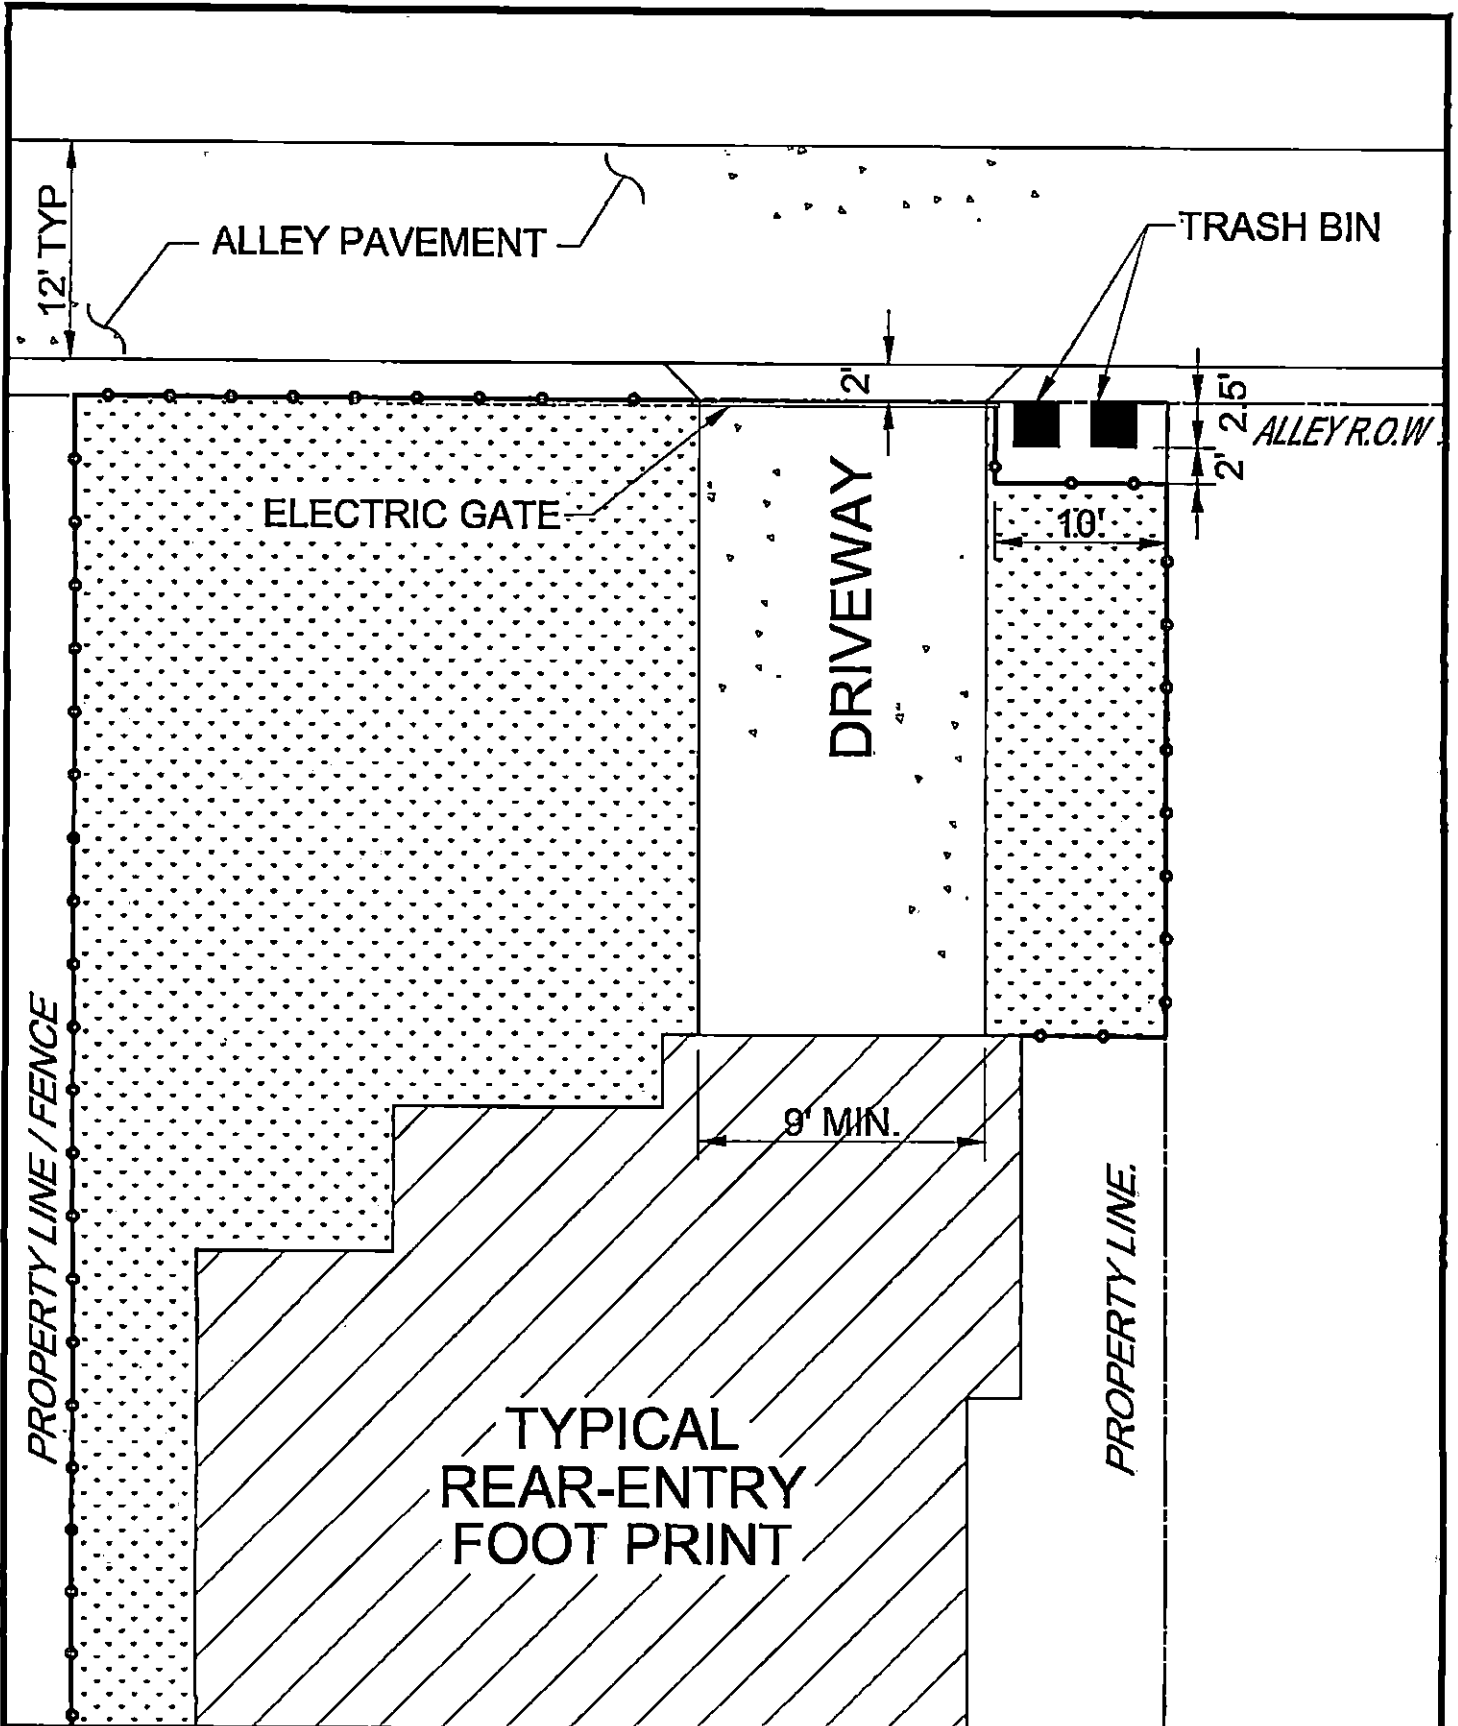 12' TYP
ALLEY PAVEMENT
TRASH BIN
2'
2.5'
ALLEY R.O.W
2'
ELECTRIC GATE
10'
DRIVEWAY
PROPERTY LINE / FENCE
9' MIN.
PROPERTY LINE.
TYPICAL
REAR-ENTRY
FOOT PRINT